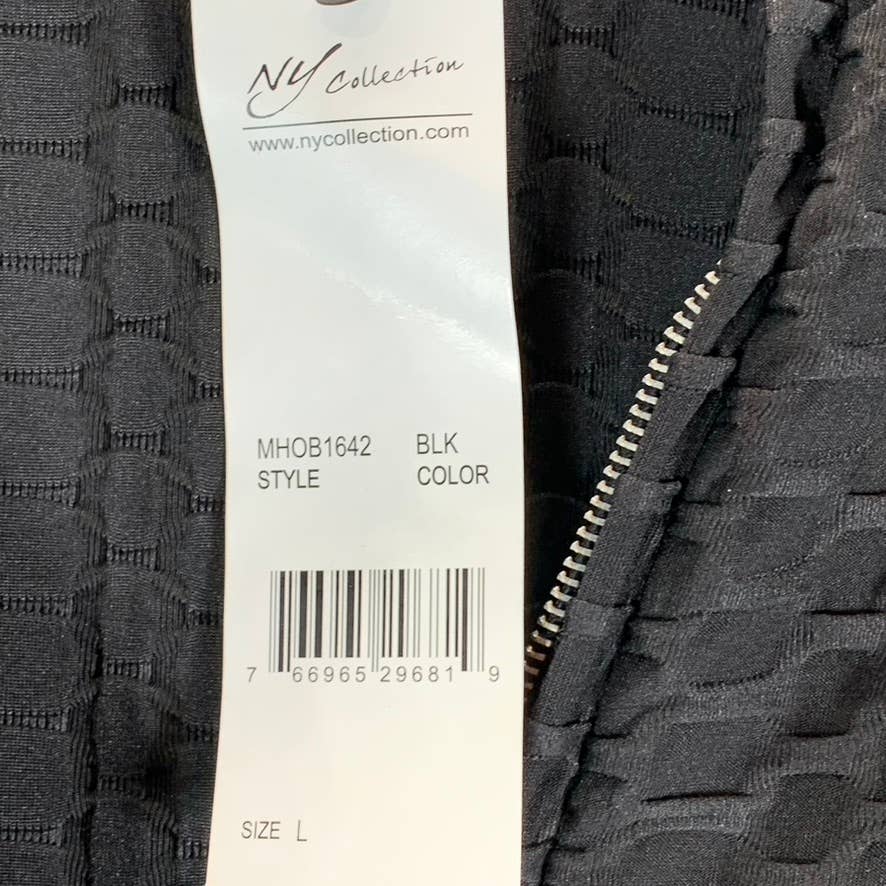 NY Collection
www.nycollection.com
MHOB1642 BLK
STYLE COLOR
7 66965 29681 9
SIZE L